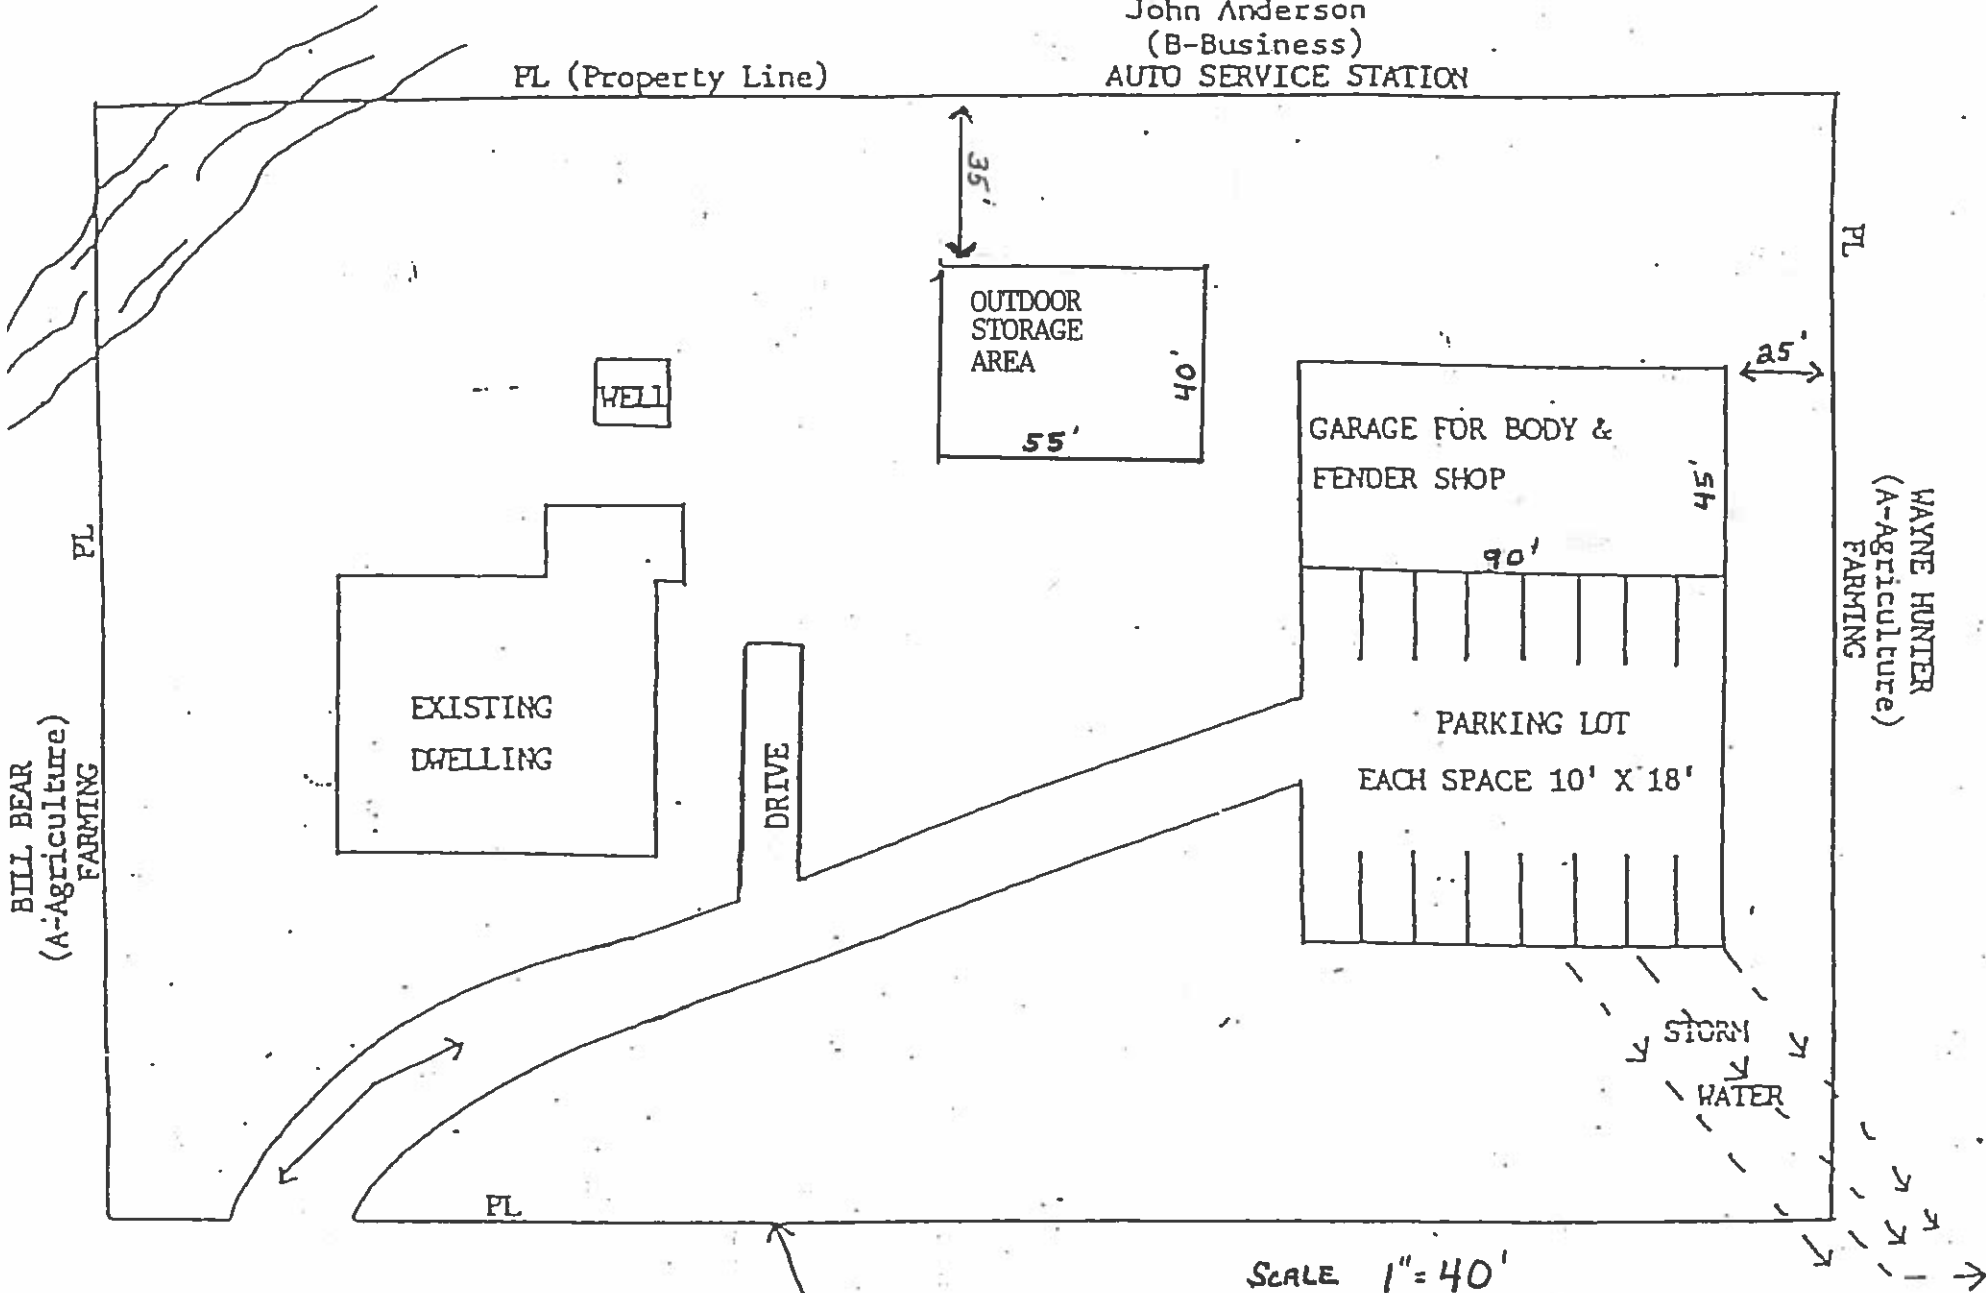 John Anderson
(B-Business)
AUTO SERVICE STATION
PL (Property Line)
35'
PL
OUTDOOR
STORAGE
AREA
40'
55'
25'
WELL
GARAGE FOR BODY &
FENDER SHOP
45'
90'
WAYNE HUNTER
(A-Agriculture)
FARMING
PL
EXISTING
DWELLING
DRIVE
PARKING LOT
EACH SPACE 10' X 18'
BILL BEAR
(A-Agriculture)
FARMING
STORM
WATER
PL
SCALE 1"=40'